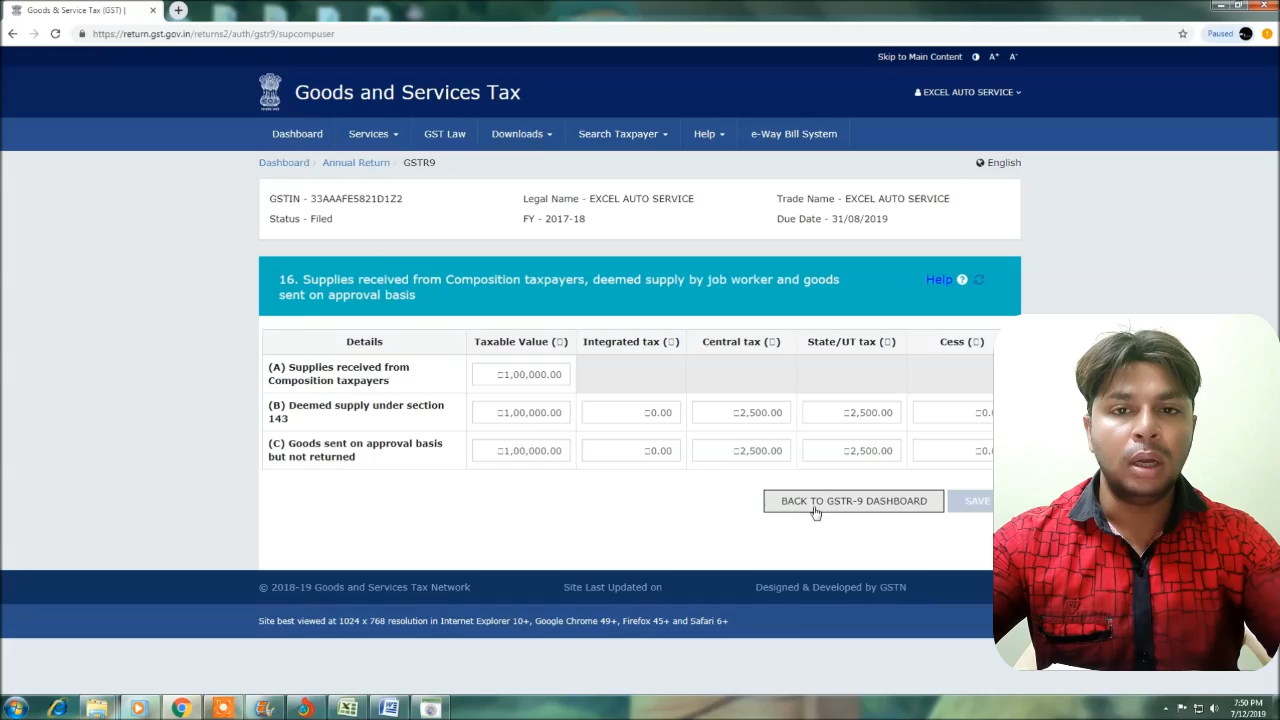 Goods & Service Tax (GST) |
https://return.gst.gov.in/returns2/auth/gstr9/supcompuser
Paused
Skip to Main Content A+ A-
Goods and Services Tax
EXCEL AUTO SERVICE
Dashboard Services GST Law Downloads Search Taxpayer Help e-Way Bill System
Dashboard Annual Return GSTR9 English
GSTIN - 33AAAFE5821D1Z2 Legal Name - EXCEL AUTO SERVICE Trade Name - EXCEL AUTO SERVICE
Status - Filed FY - 2017-18 Due Date - 31/08/2019
16. Supplies received from Composition taxpayers, deemed supply by job worker and goods Help ?
sent on approval basis
Details Taxable Value (▯) Integrated tax (▯) Central tax (▯) State/UT tax (▯) Cess (▯)
(A) Supplies received from
Composition taxpayers
▯1,00,000.00
(B) Deemed supply under section
143
▯1,00,000.00 ▯0.00 ▯2,500.00 ▯2,500.00 ▯0.
(C) Goods sent on approval basis
but not returned
▯1,00,000.00 ▯0.00 ▯2,500.00 ▯2,500.00 ▯0.
BACK TO GSTR-9 DASHBOARD SAVE
© 2018-19 Goods and Services Tax Network Site Last Updated on Designed & Developed by GSTN
Site best viewed at 1024 x 768 resolution in Internet Explorer 10+, Google Chrome 49+, Firefox 45+ and Safari 6+
7:50 PM
7/12/2019